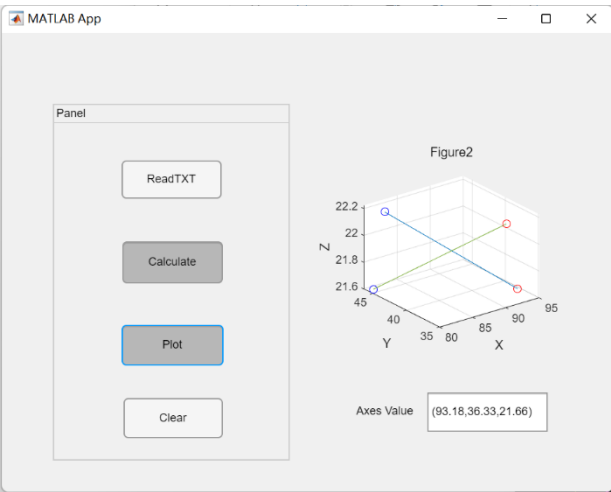 MATLAB App
Panel
ReadTXT
Calculate
Plot
Clear
Figure2
22.2
22
21.8
21.6
Z
45
40
35
Y
80
85
90
95
X
Axes Value
(93.18,36.33,21.66)